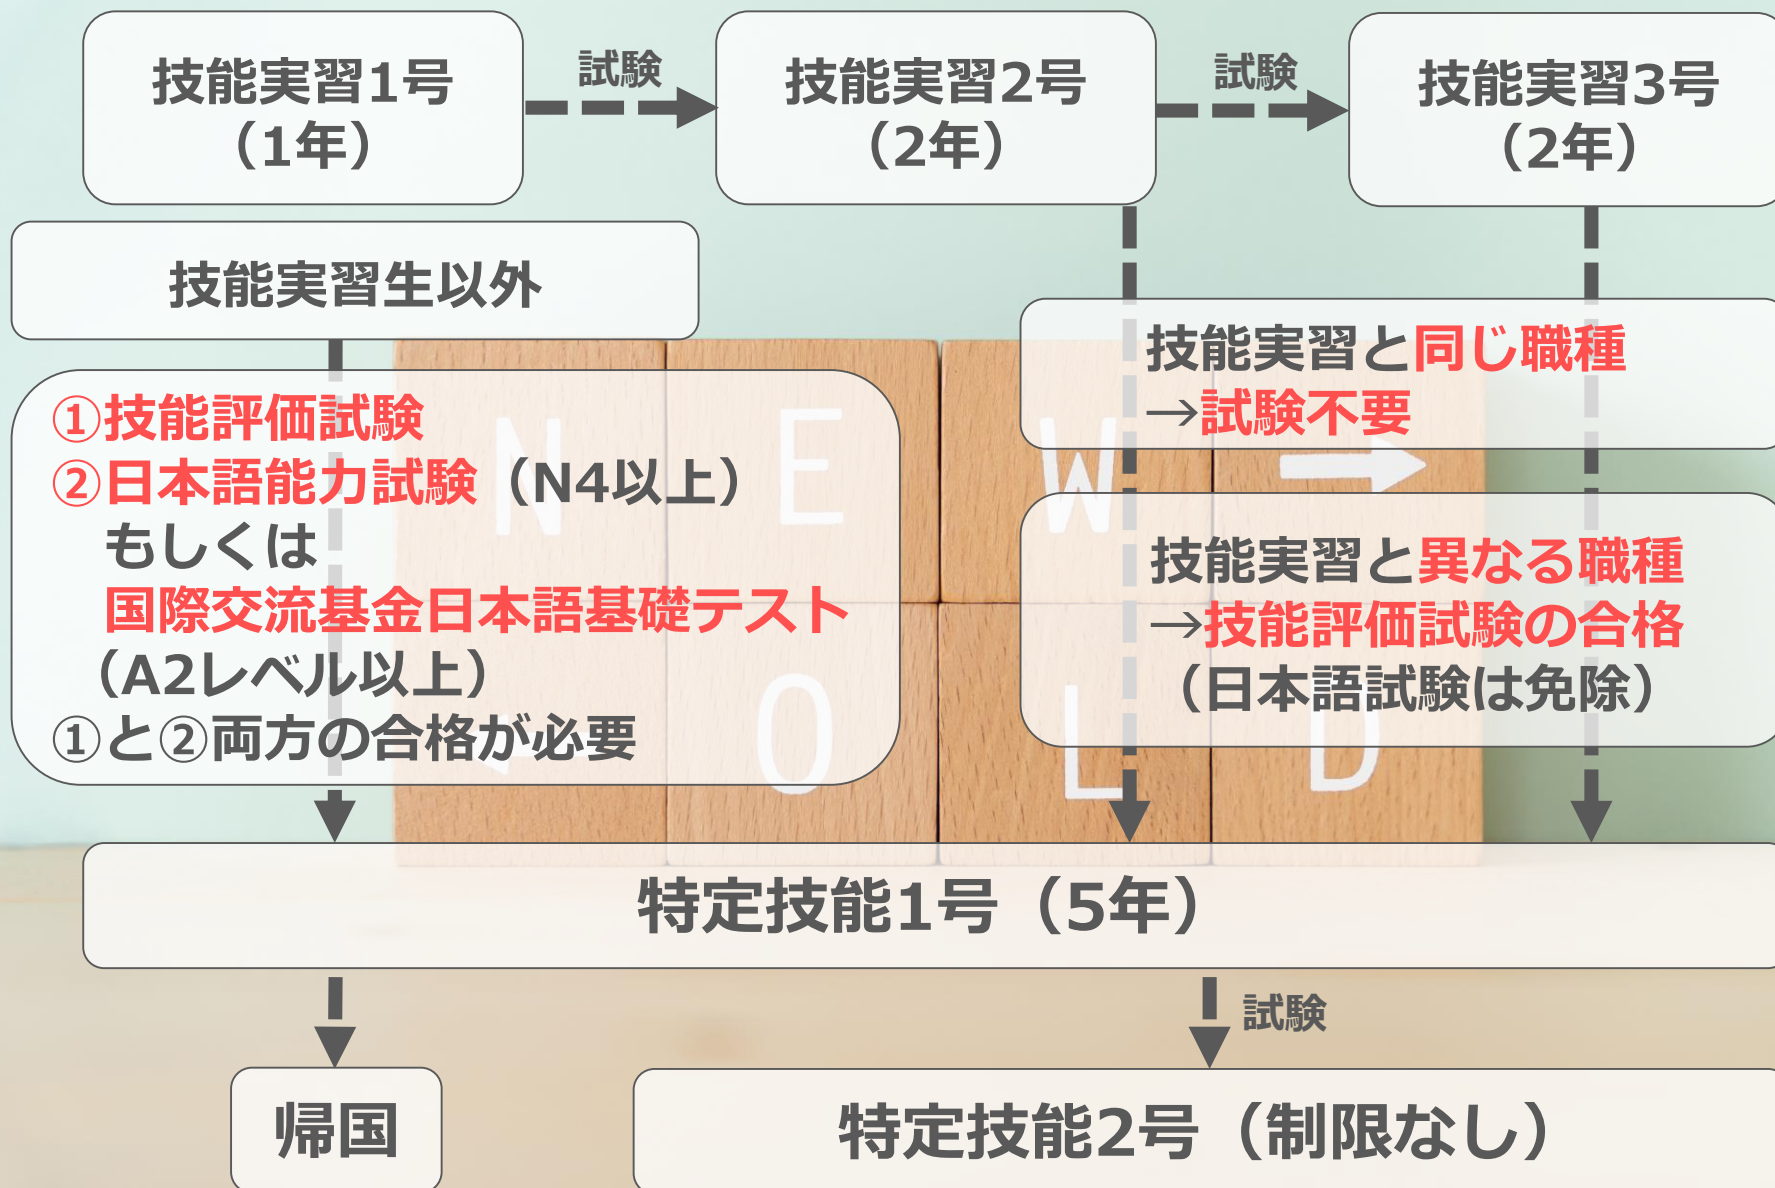 技能実習1号
（1年）
試験
技能実習2号
（2年）
試験
技能実習3号
（2年）
技能実習生以外
①技能評価試験
②日本語能力試験（N4以上）
もしくは
国際交流基金日本語基礎テスト
（A2レベル以上）
①と②両方の合格が必要
技能実習と同じ職種
→試験不要
技能実習と異なる職種
→技能評価試験の合格
（日本語試験は免除）
N E W →
← O L D
特定技能1号（5年）
試験
帰国
特定技能2号（制限なし）